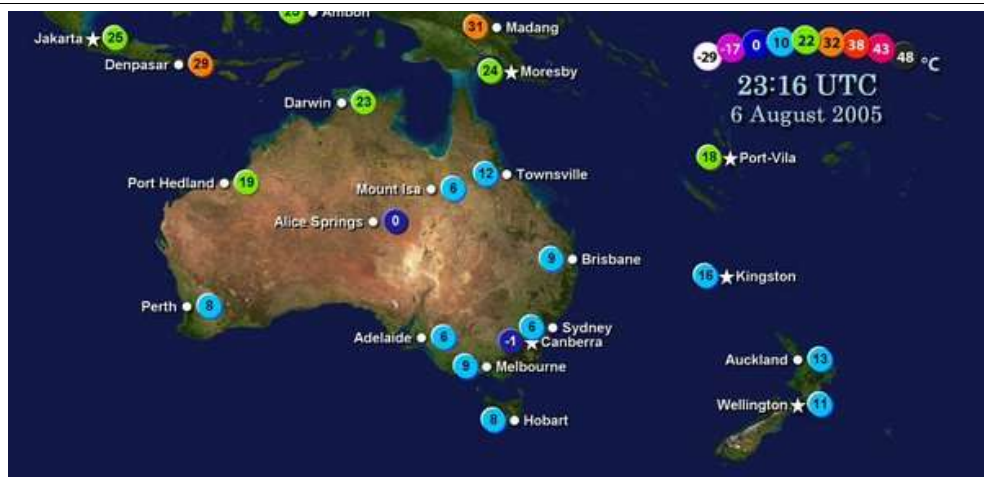 25 Ambon
Jakarta 25
31 Madang
-29 -17 0 10 22 32 38 43 48 °C
Denpasar 29
24 Moresby
23:16 UTC
6 August 2005
Darwin 23
18 Port-Vila
Port Hedland 19
12 Townsville
Mount Isa 6
Alice Springs 0
9 Brisbane
16 Kingston
Perth 8
6 Sydney
Adelaide 6
-1 Canberra
9 Melbourne
Auckland 13
Wellington 11
8 Hobart